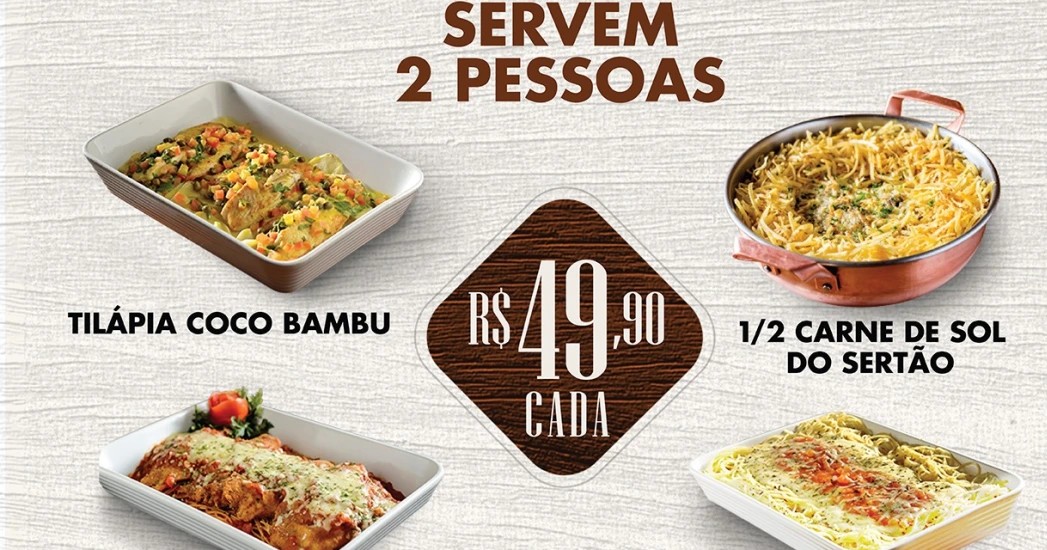 SERVEM
2 PESSOAS
TILÁPIA COCO BAMBU
R$ 49,90
CADA
1/2 CARNE DE SOL
DO SERTÃO